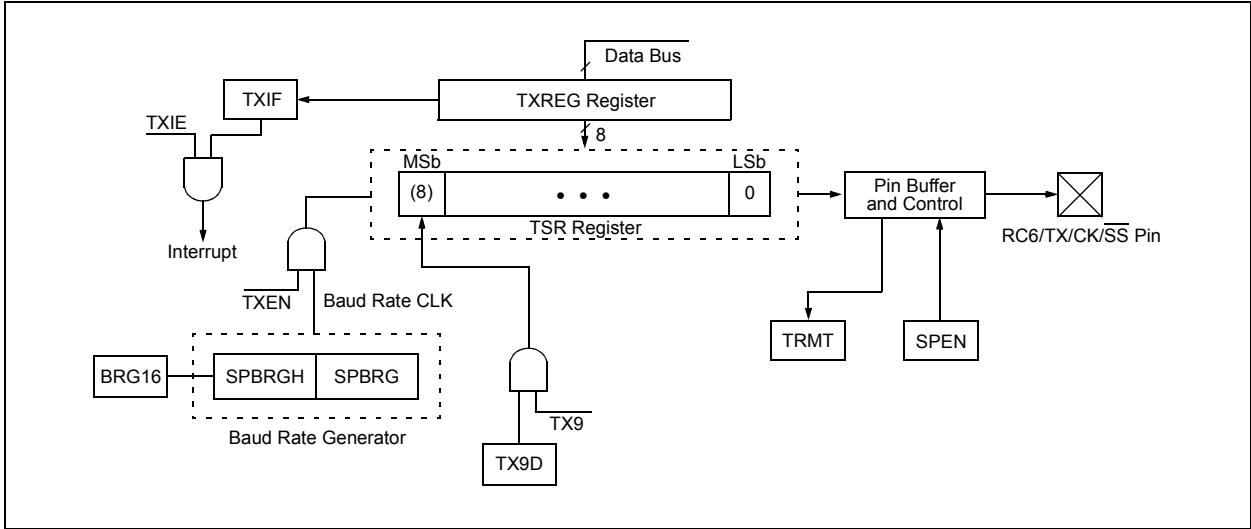 Data Bus
TXIF
TXREG Register
TXIE
8
MSb
LSb
(8)
• • •
0
Pin Buffer
and Control
TSR Register
Interrupt
RC6/TX/CK/SS Pin
TXEN
Baud Rate CLK
TRMT
SPEN
BRG16
SPBRGH
SPBRG
TX9
Baud Rate Generator
TX9D